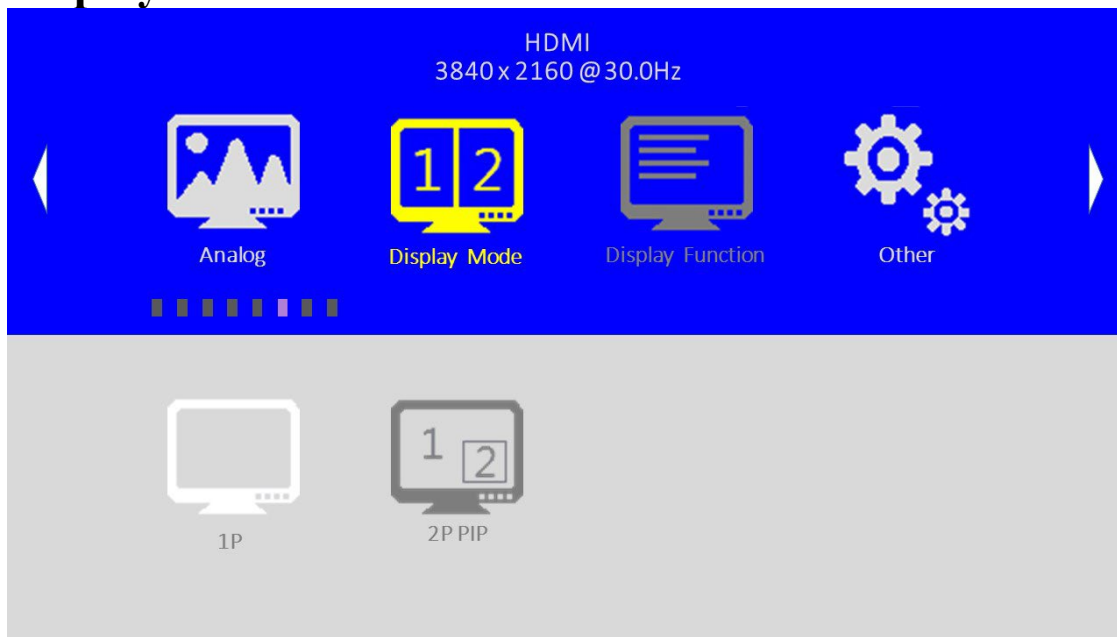 HDMI
3840 x 2160 @ 30.0Hz
1 2
Analog
Display Mode
Display Function
Other
1 2
1P
2P PIP